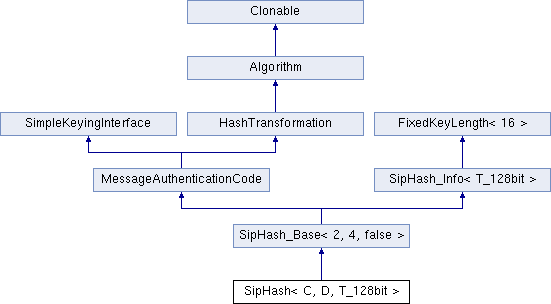 Clonable
Algorithm
SimpleKeyingInterface
HashTransformation
FixedKeyLength< 16 >
MessageAuthenticationCode
SipHash_Info< T_128bit >
SipHash_Base< 2, 4, false >
SipHash< C, D, T_128bit >